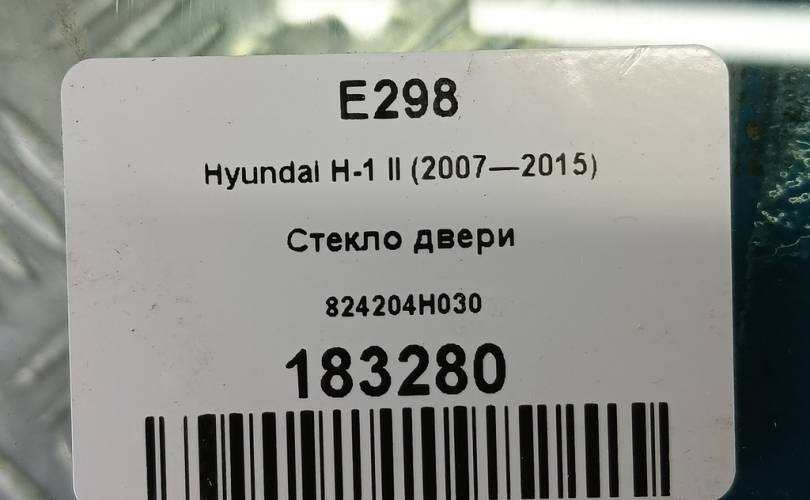 E298
Hyundai H-1 II (2007—2015)
Стекло двери
824204H030
183280